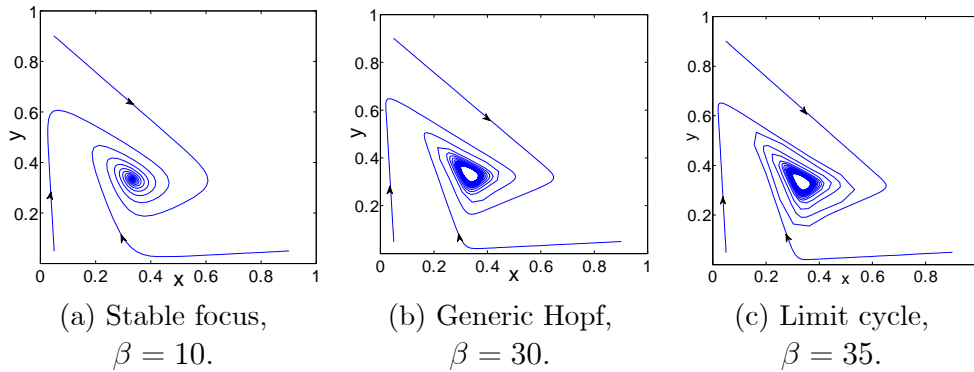 1
0.8
0.6
y
0.4
0.2
0 0.2 0.4 x 0.6 0.8 1
(a) Stable focus,
β = 10.
1
0.8
0.6
y
0.4
0.2
0 0.2 0.4 x 0.6 0.8 1
(b) Generic Hopf,
β = 30.
1
0.8
0.6
y
0.4
0.2
0 0.2 0.4 x 0.6 0.8
(c) Limit cycle,
β = 35.